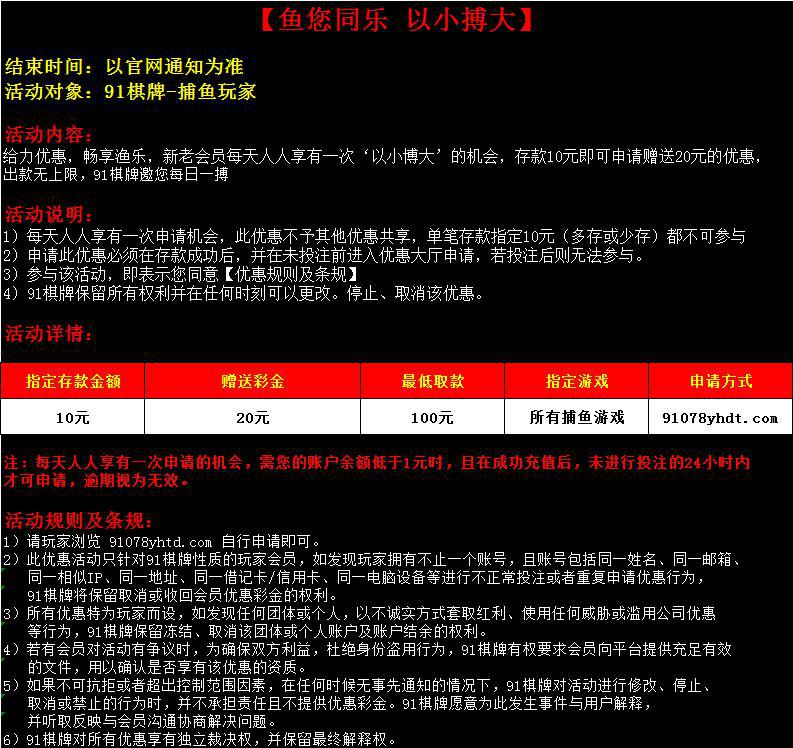 【鱼您同乐 以小搏大】
结束时间：以官网通知为准
活动对象：91棋牌-捕鱼玩家
活动内容：
给力优惠，畅享渔乐，新老会员每天人人享有一次‘以小搏大’的机会，存款10元即可申请赠送20元的优惠，
出款无上限，91棋牌邀您每日一搏
活动说明：
1）每天人人享有一次申请机会，此优惠不予其他优惠共享，单笔存款指定10元（多存或少存）都不可参与
2）申请此优惠必须在存款成功后，并在未投注前进入优惠大厅申请，若投注后则无法参与。
3）参与该活动，即表示您同意【优惠规则及条规】
4）91棋牌保留所有权利并在任何时刻可以更改。停止、取消该优惠。
活动详情：
指定存款金额 赠送彩金 最低取款 指定游戏 申请方式
10元 20元 100元 所有捕鱼游戏 91078yhdt.com
注：每天人人享有一次申请的机会，需您的账户余额低于1元时，且在成功充值后，未进行投注的24小时内
才可申请，逾期视为无效。
活动规则及条规：
1）请玩家浏览 91078yhtd.com 自行申请即可。
2）此优惠活动只针对91棋牌性质的玩家会员，如发现玩家拥有不止一个账号，且账号包括同一姓名、同一邮箱、
同一相似IP、同一地址、同一借记卡/信用卡、同一电脑设备等进行不正常投注或者重复申请优惠行为，
91棋牌将保留取消或收回会员优惠彩金的权利。
3）所有优惠特为玩家而设，如发现任何团体或个人，以不诚实方式套取红利、使用任何威胁或滥用公司优惠
等行为，91棋牌保留冻结、取消该团体或个人账户及账户结余的权利。
4）若有会员对活动有争议时，为确保双方利益，杜绝身份盗用行为，91棋牌有权要求会员向平台提供充足有效
的文件，用以确认是否享有该优惠的资质。
5）如果不可抗拒或者超出控制范围因素，在任何时候无事先通知的情况下，91棋牌对活动进行修改、停止、
取消或禁止的行为时，并不承担责任且不提供优惠彩金。91棋牌愿意为此发生事件与用户解释，
并听取反映与会员沟通协商解决问题。
6）91棋牌对所有优惠享有独立裁决权，并保留最终解释权。